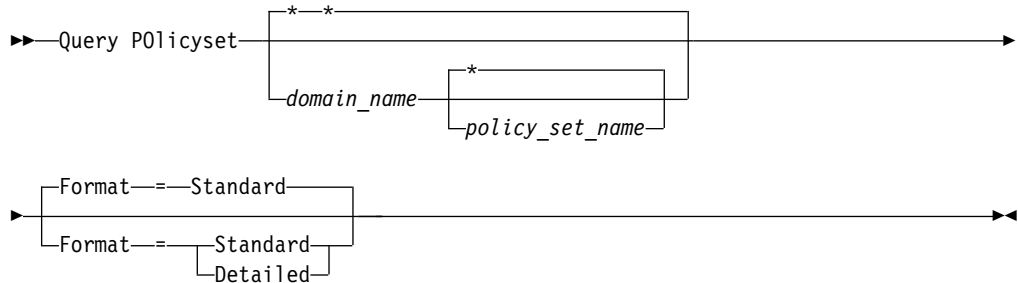 * *
Query POlicyset
*
domain_name
policy_set_name
Format = Standard
Format = Standard
Detailed